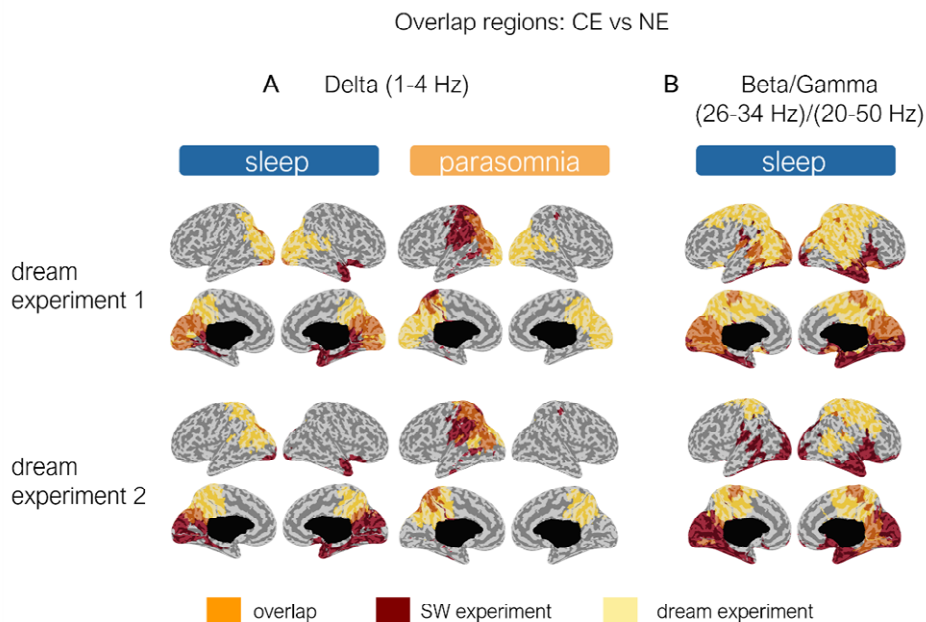 Overlap regions: CE vs NE
A Delta (1-4 Hz)
B Beta/Gamma
(26-34 Hz)/(20-50 Hz)
sleep
parasomnia
sleep
dream
experiment 1
dream
experiment 2
overlap
SW experiment
dream experiment